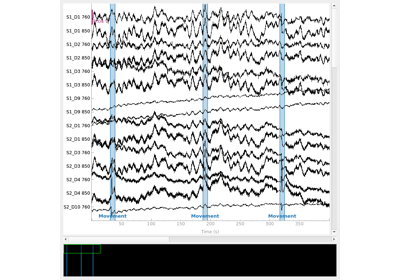 S1_D1 760
S1_D1 850
S1_D2 760
S1_D2 850
S1_D3 760
S1_D3 850
S1_D9 760
S1_D9 850
S2_D1 760
S2_D1 850
S2_D3 760
S2_D3 850
S2_D4 760
S2_D4 850
S2_D10 760
Movement Movement Movement
50 100 150 200 250 300 350
Time (s)